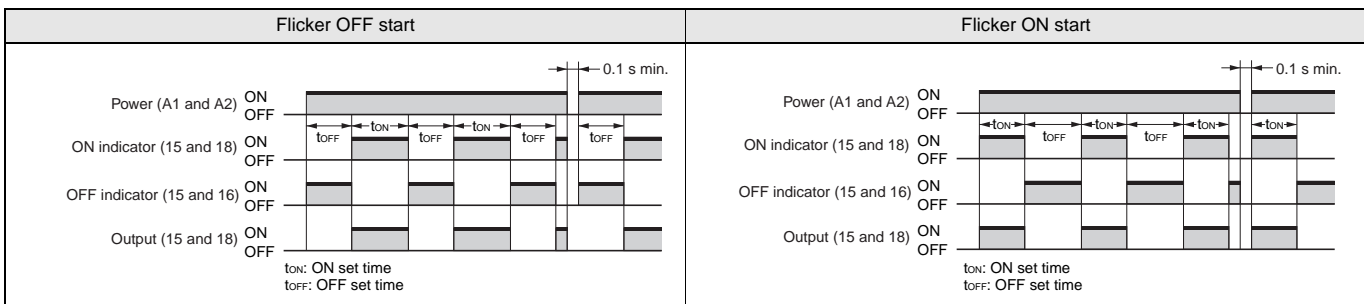 Flicker OFF start
0.1 s min.
Power (A1 and A2) ON
OFF
tOFF tON tOFF tON tOFF tOFF
ON indicator (15 and 18) ON
OFF
OFF indicator (15 and 16) ON
OFF
Output (15 and 18) ON
OFF
tON: ON set time
tOFF: OFF set time
Flicker ON start
0.1 s min.
Power (A1 and A2) ON
OFF
tON tOFF tON tOFF tON tON
ON indicator (15 and 18) ON
OFF
OFF indicator (15 and 16) ON
OFF
Output (15 and 18) ON
OFF
tON: ON set time
tOFF: OFF set time